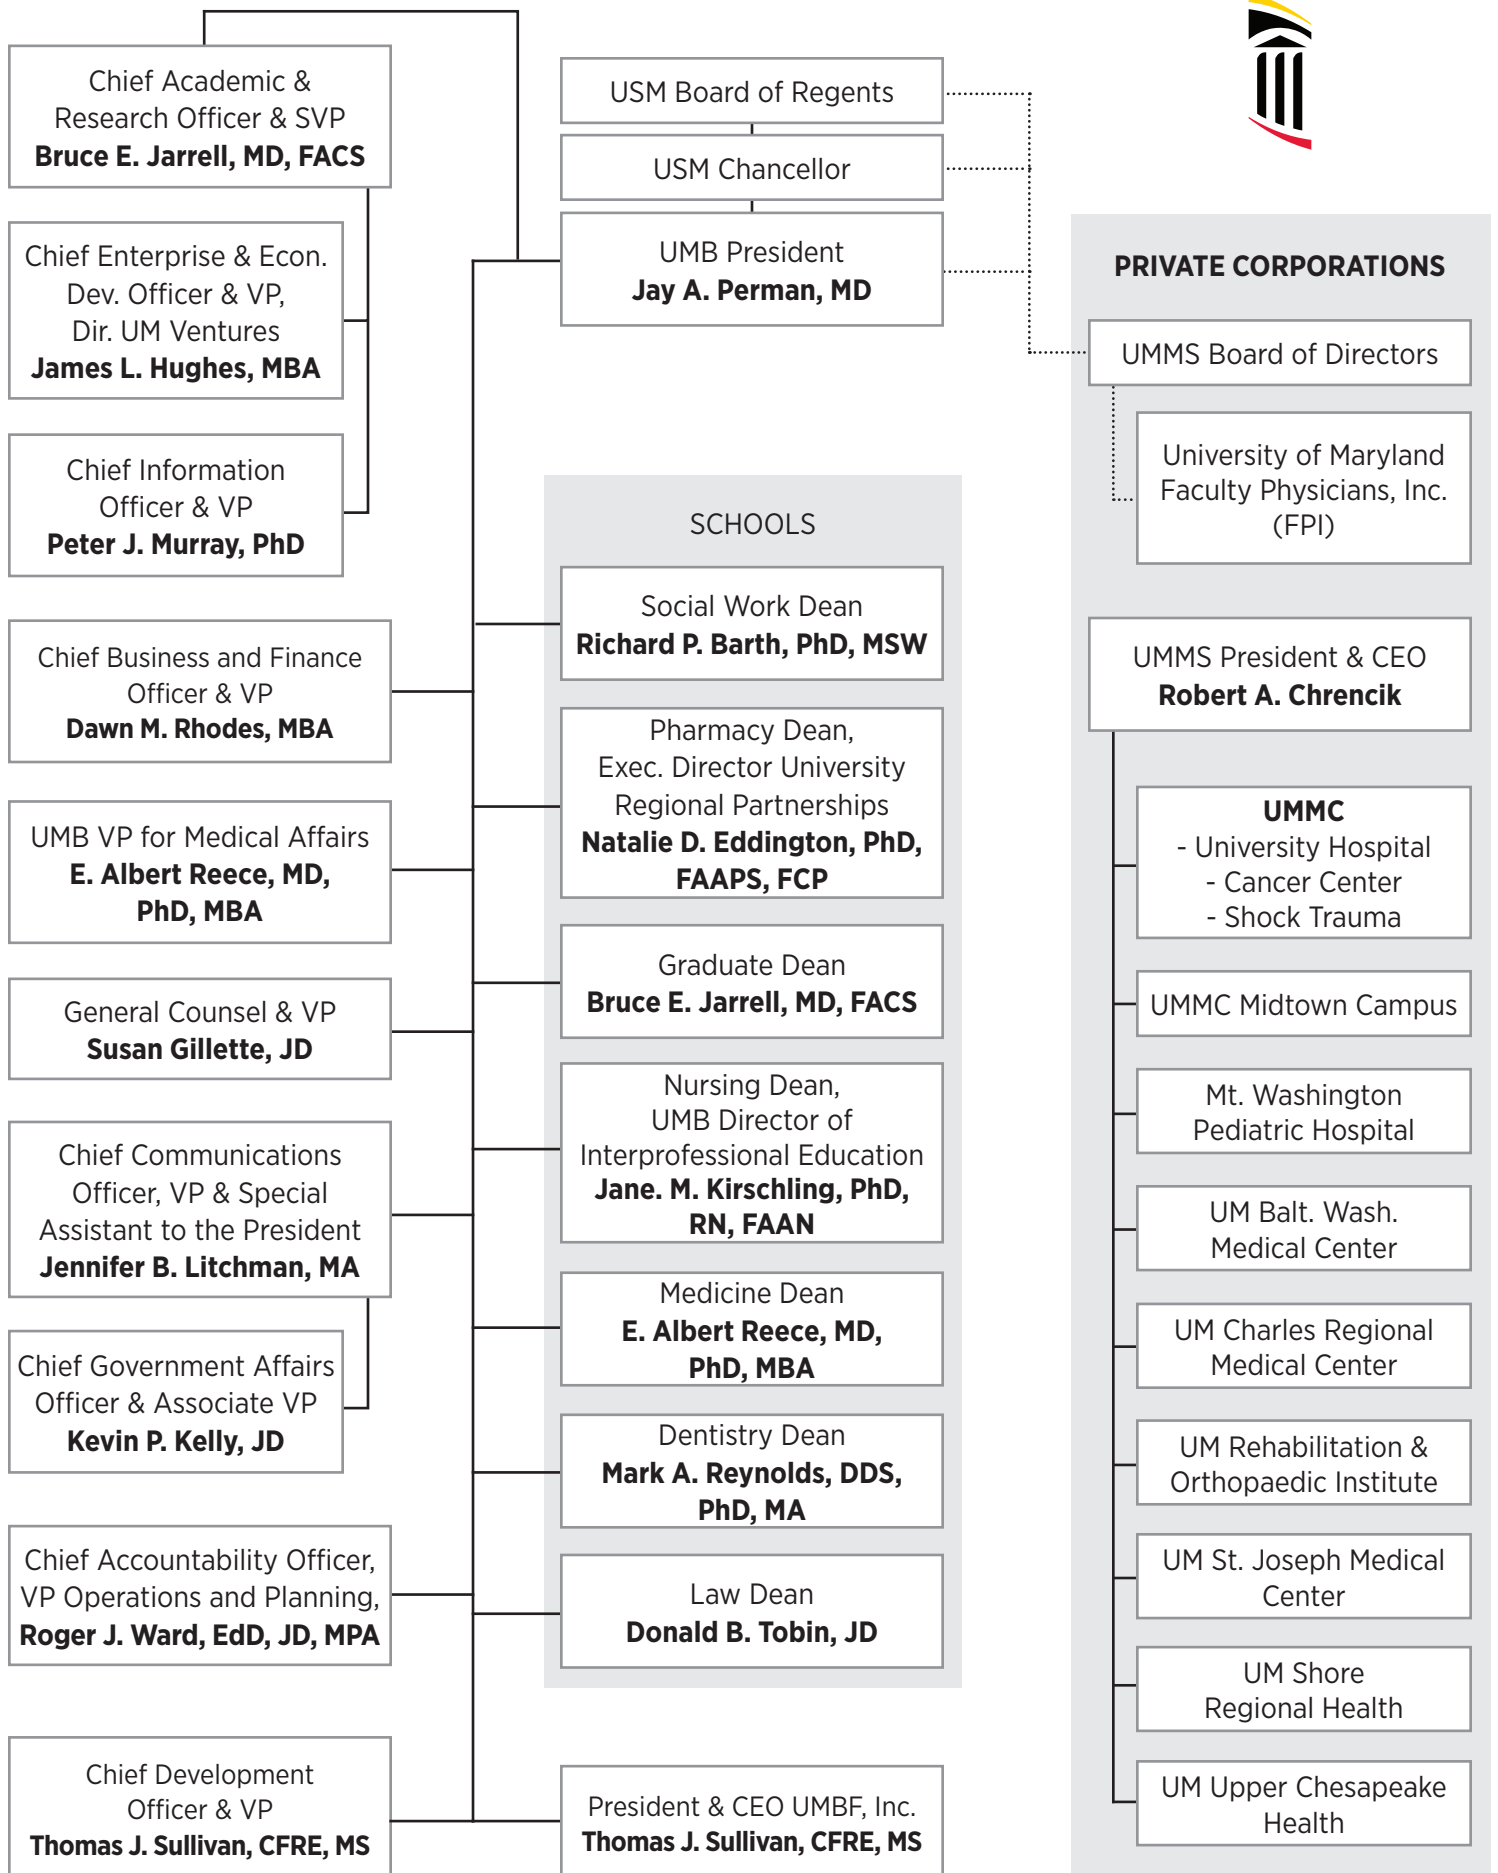 Chief Academic &
Research Officer & SVP
Bruce E. Jarrell, MD, FACS
Chief Enterprise & Econ.
Dev. Officer & VP,
Dir. UM Ventures
James L. Hughes, MBA
Chief Information
Officer & VP
Peter J. Murray, PhD
Chief Business and Finance
Officer & VP
Dawn M. Rhodes, MBA
UMB VP for Medical Affairs
E. Albert Reece, MD,
PhD, MBA
General Counsel & VP
Susan Gillette, JD
Chief Communications
Officer, VP & Special
Assistant to the President
Jennifer B. Litchman, MA
Chief Government Affairs
Officer & Associate VP
Kevin P. Kelly, JD
Chief Accountability Officer,
VP Operations and Planning,
Roger J. Ward, EdD, JD, MPA
Chief Development
Officer & VP
Thomas J. Sullivan, CFRE, MS
USM Board of Regents
USM Chancellor
UMB President
Jay A. Perman, MD
SCHOOLS
Social Work Dean
Richard P. Barth, PhD, MSW
Pharmacy Dean,
Exec. Director University
Regional Partnerships
Natalie D. Eddington, PhD,
FAAPS, FCP
Graduate Dean
Bruce E. Jarrell, MD, FACS
Nursing Dean,
UMB Director of
Interprofessional Education
Jane. M. Kirschling, PhD,
RN, FAAN
Medicine Dean
E. Albert Reece, MD,
PhD, MBA
Dentistry Dean
Mark A. Reynolds, DDS,
PhD, MA
Law Dean
Donald B. Tobin, JD
President & CEO UMBF, Inc.
Thomas J. Sullivan, CFRE, MS
PRIVATE CORPORATIONS
UMMS Board of Directors
University of Maryland
Faculty Physicians, Inc.
(FPI)
UMMS President & CEO
Robert A. Chrencik
UMMC
- University Hospital
- Cancer Center
- Shock Trauma
UMMC Midtown Campus
Mt. Washington
Pediatric Hospital
UM Balt. Wash.
Medical Center
UM Charles Regional
Medical Center
UM Rehabilitation &
Orthopaedic Institute
UM St. Joseph Medical
Center
UM Shore
Regional Health
UM Upper Chesapeake
Health